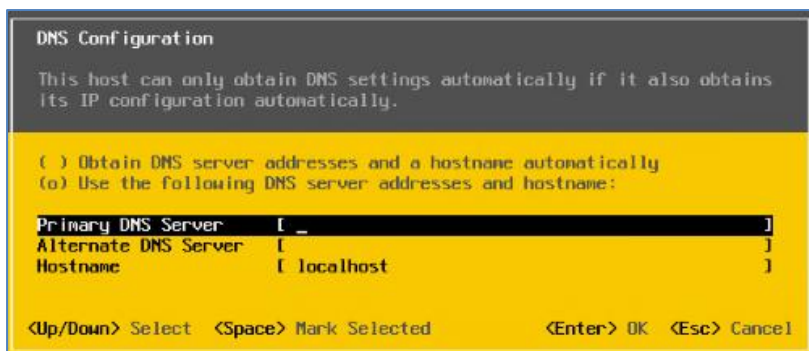 DNS Configuration
This host can only obtain DNS settings automatically if it also obtains
its IP configuration automatically.
( ) Obtain DNS server addresses and a hostname automatically
(o) Use the following DNS server addresses and hostname:
Primary DNS Server [ _ ]
Alternate DNS Server [ ]
Hostname [ localhost ]
<Up/Down> Select <Space> Mark Selected <Enter> OK <Esc> Cancel